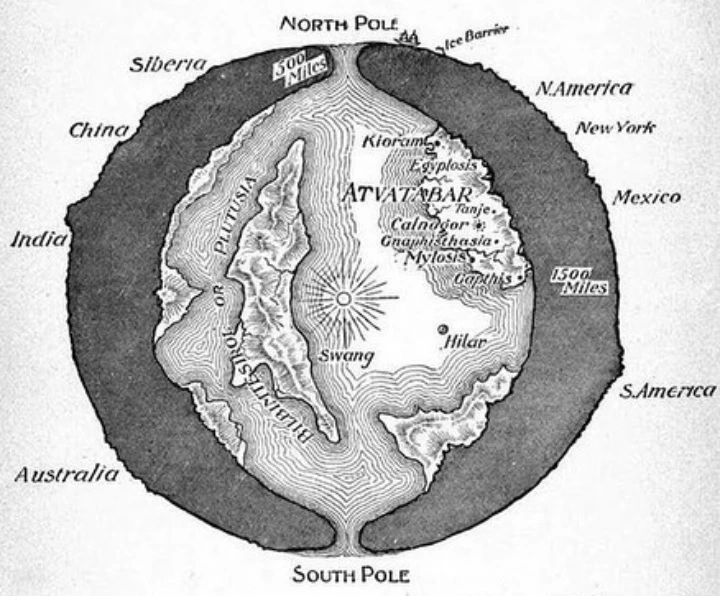 NORTH POLE
Ice Barrier
Siberia
500
Miles
N.America
China
New York
Kioram
Egyplosis
PLUTUSIA
ATVATABAR
Mexico
Tanje
India
Calnogor
Gnaphisthasia
Mylosis
Gapthis
1500
Miles
OR
Swang
Hilar
S.America
BILBIMTESIROL
Australia
SOUTH POLE